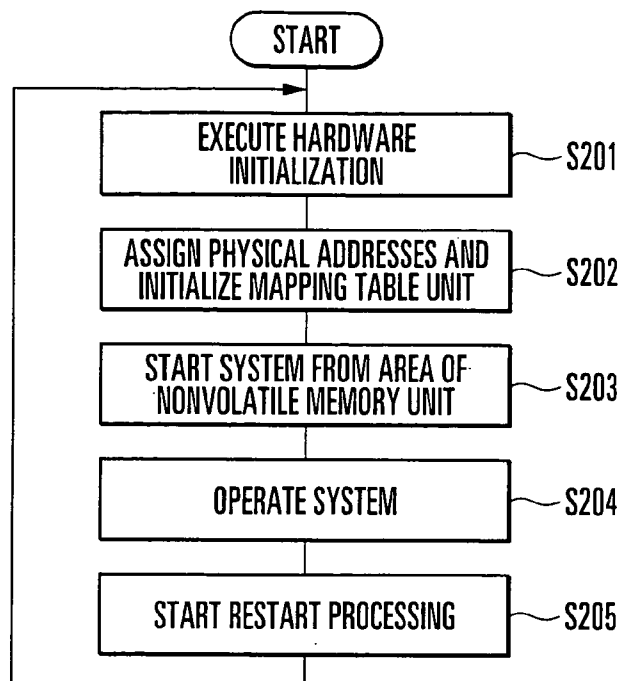 START
EXECUTE HARDWARE
INITIALIZATION
S201
ASSIGN PHYSICAL ADDRESSES AND
INITIALIZE MAPPING TABLE UNIT
S202
START SYSTEM FROM AREA OF
NONVOLATILE MEMORY UNIT
S203
OPERATE SYSTEM
S204
START RESTART PROCESSING
S205